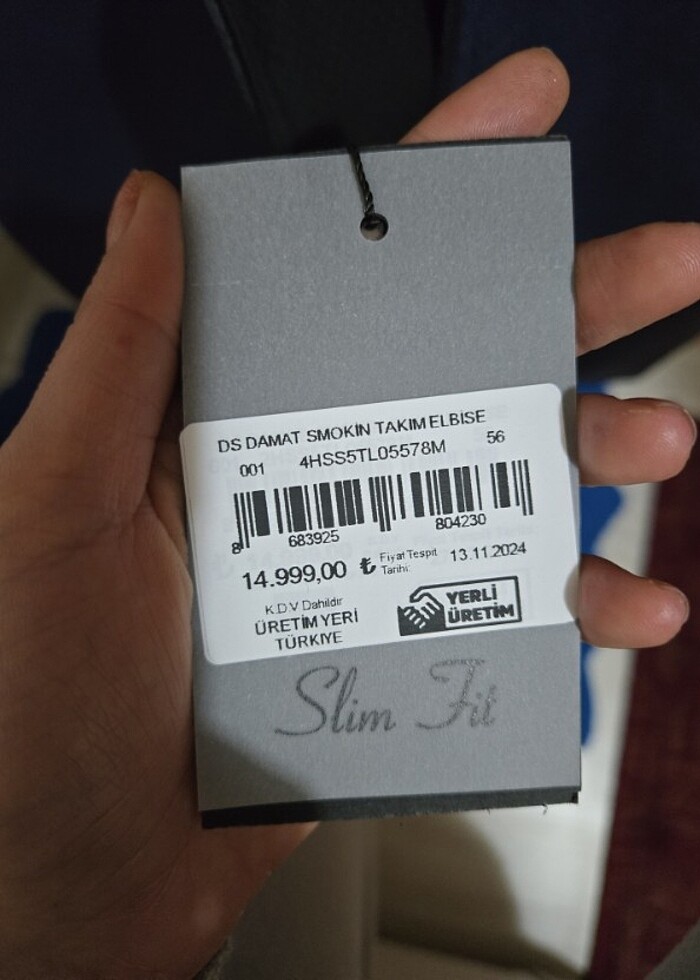 DS DAMAT SMOKİN TAKIM ELBİSE
001 4HSS5TL05578M 56
8 683925 804230
14.999,00 ₺ Fiyat Tespit Tarihi: 13.11.2024
K.D.V Dahildir
ÜRETİM YERİ
TÜRKİYE
YERLİ
ÜRETİM
Slim Fit